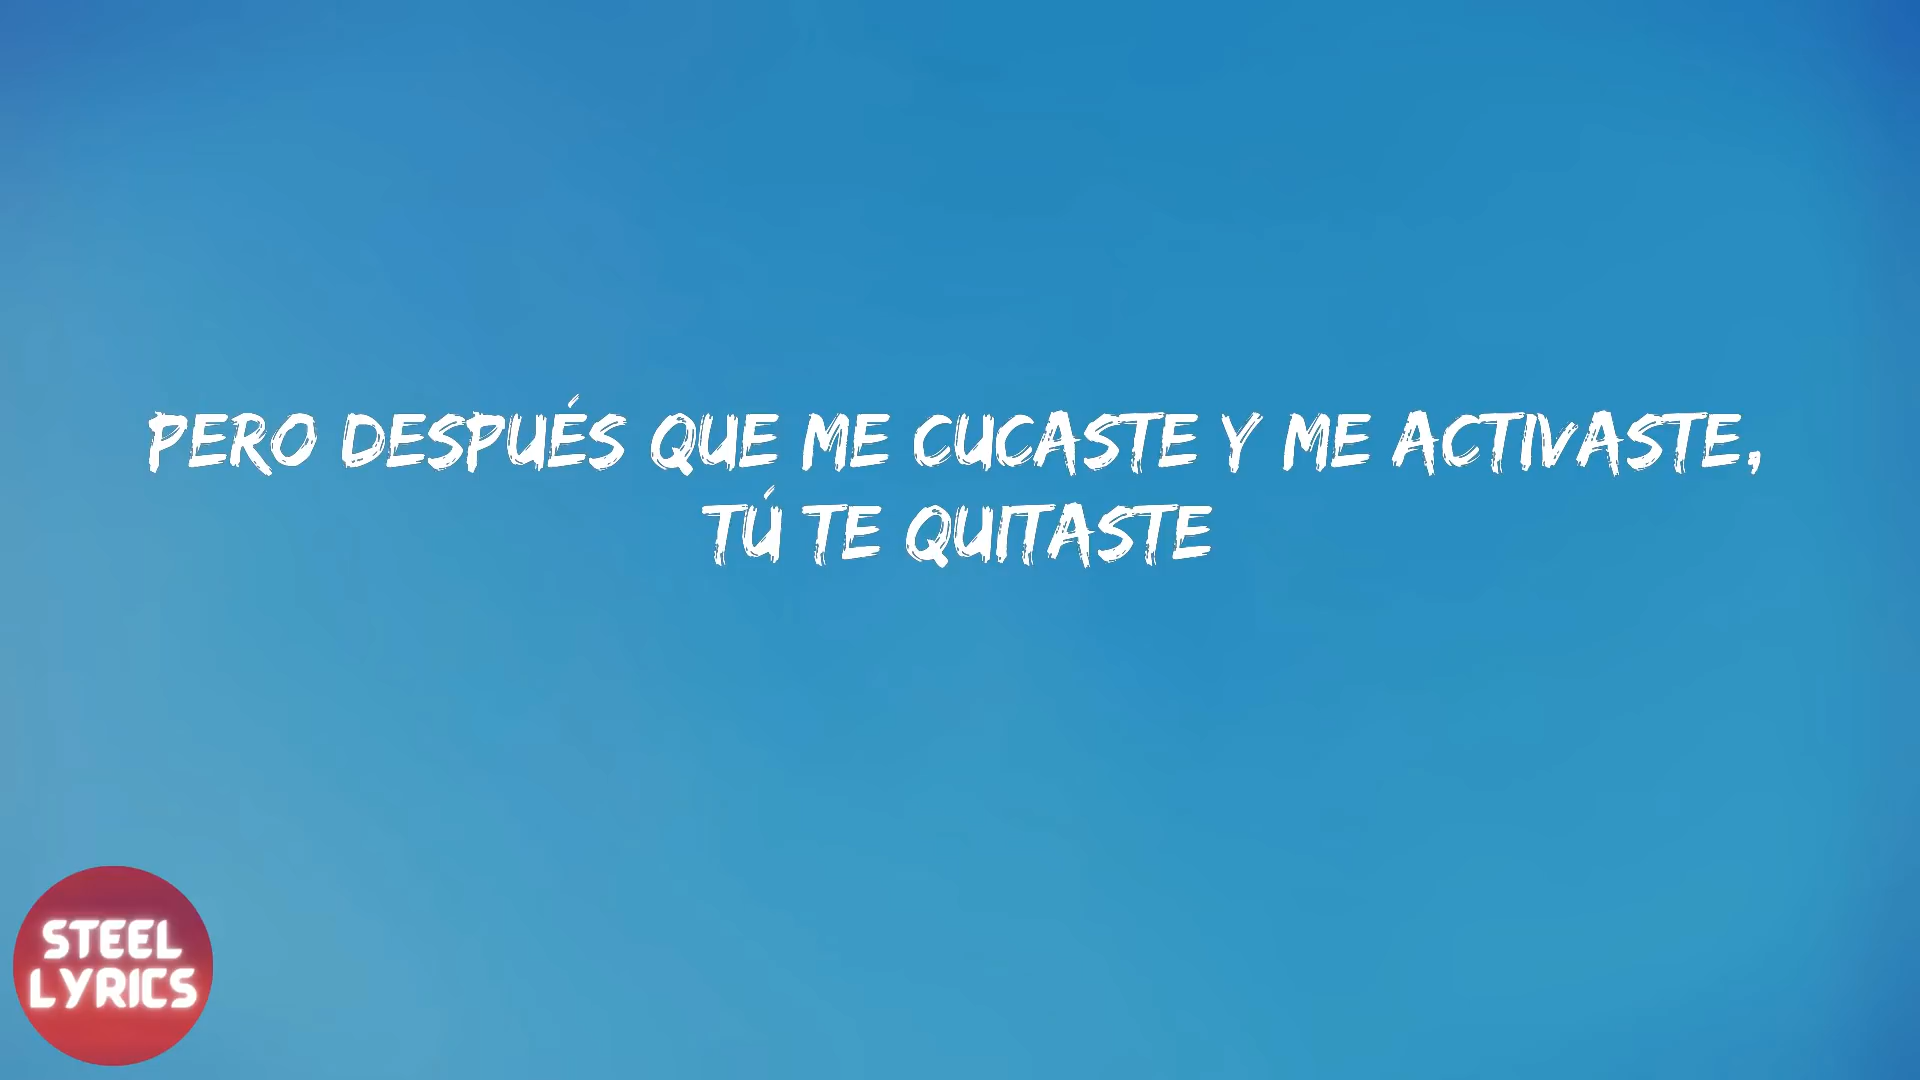 PERO DESPUÉS QUE ME CUCASTE Y ME ACTIVASTE,
TÚ TE QUITASTE
STEEL
LYRICS